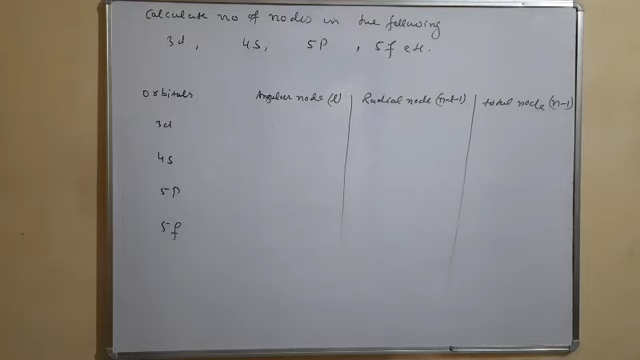 Calculate no of nodes in the following
3d, 4s, 5P, 5f etc.
Orbitals Angular node (l) Radial node (n-l-1) total node (n-1)
3d
4s
5P
5f